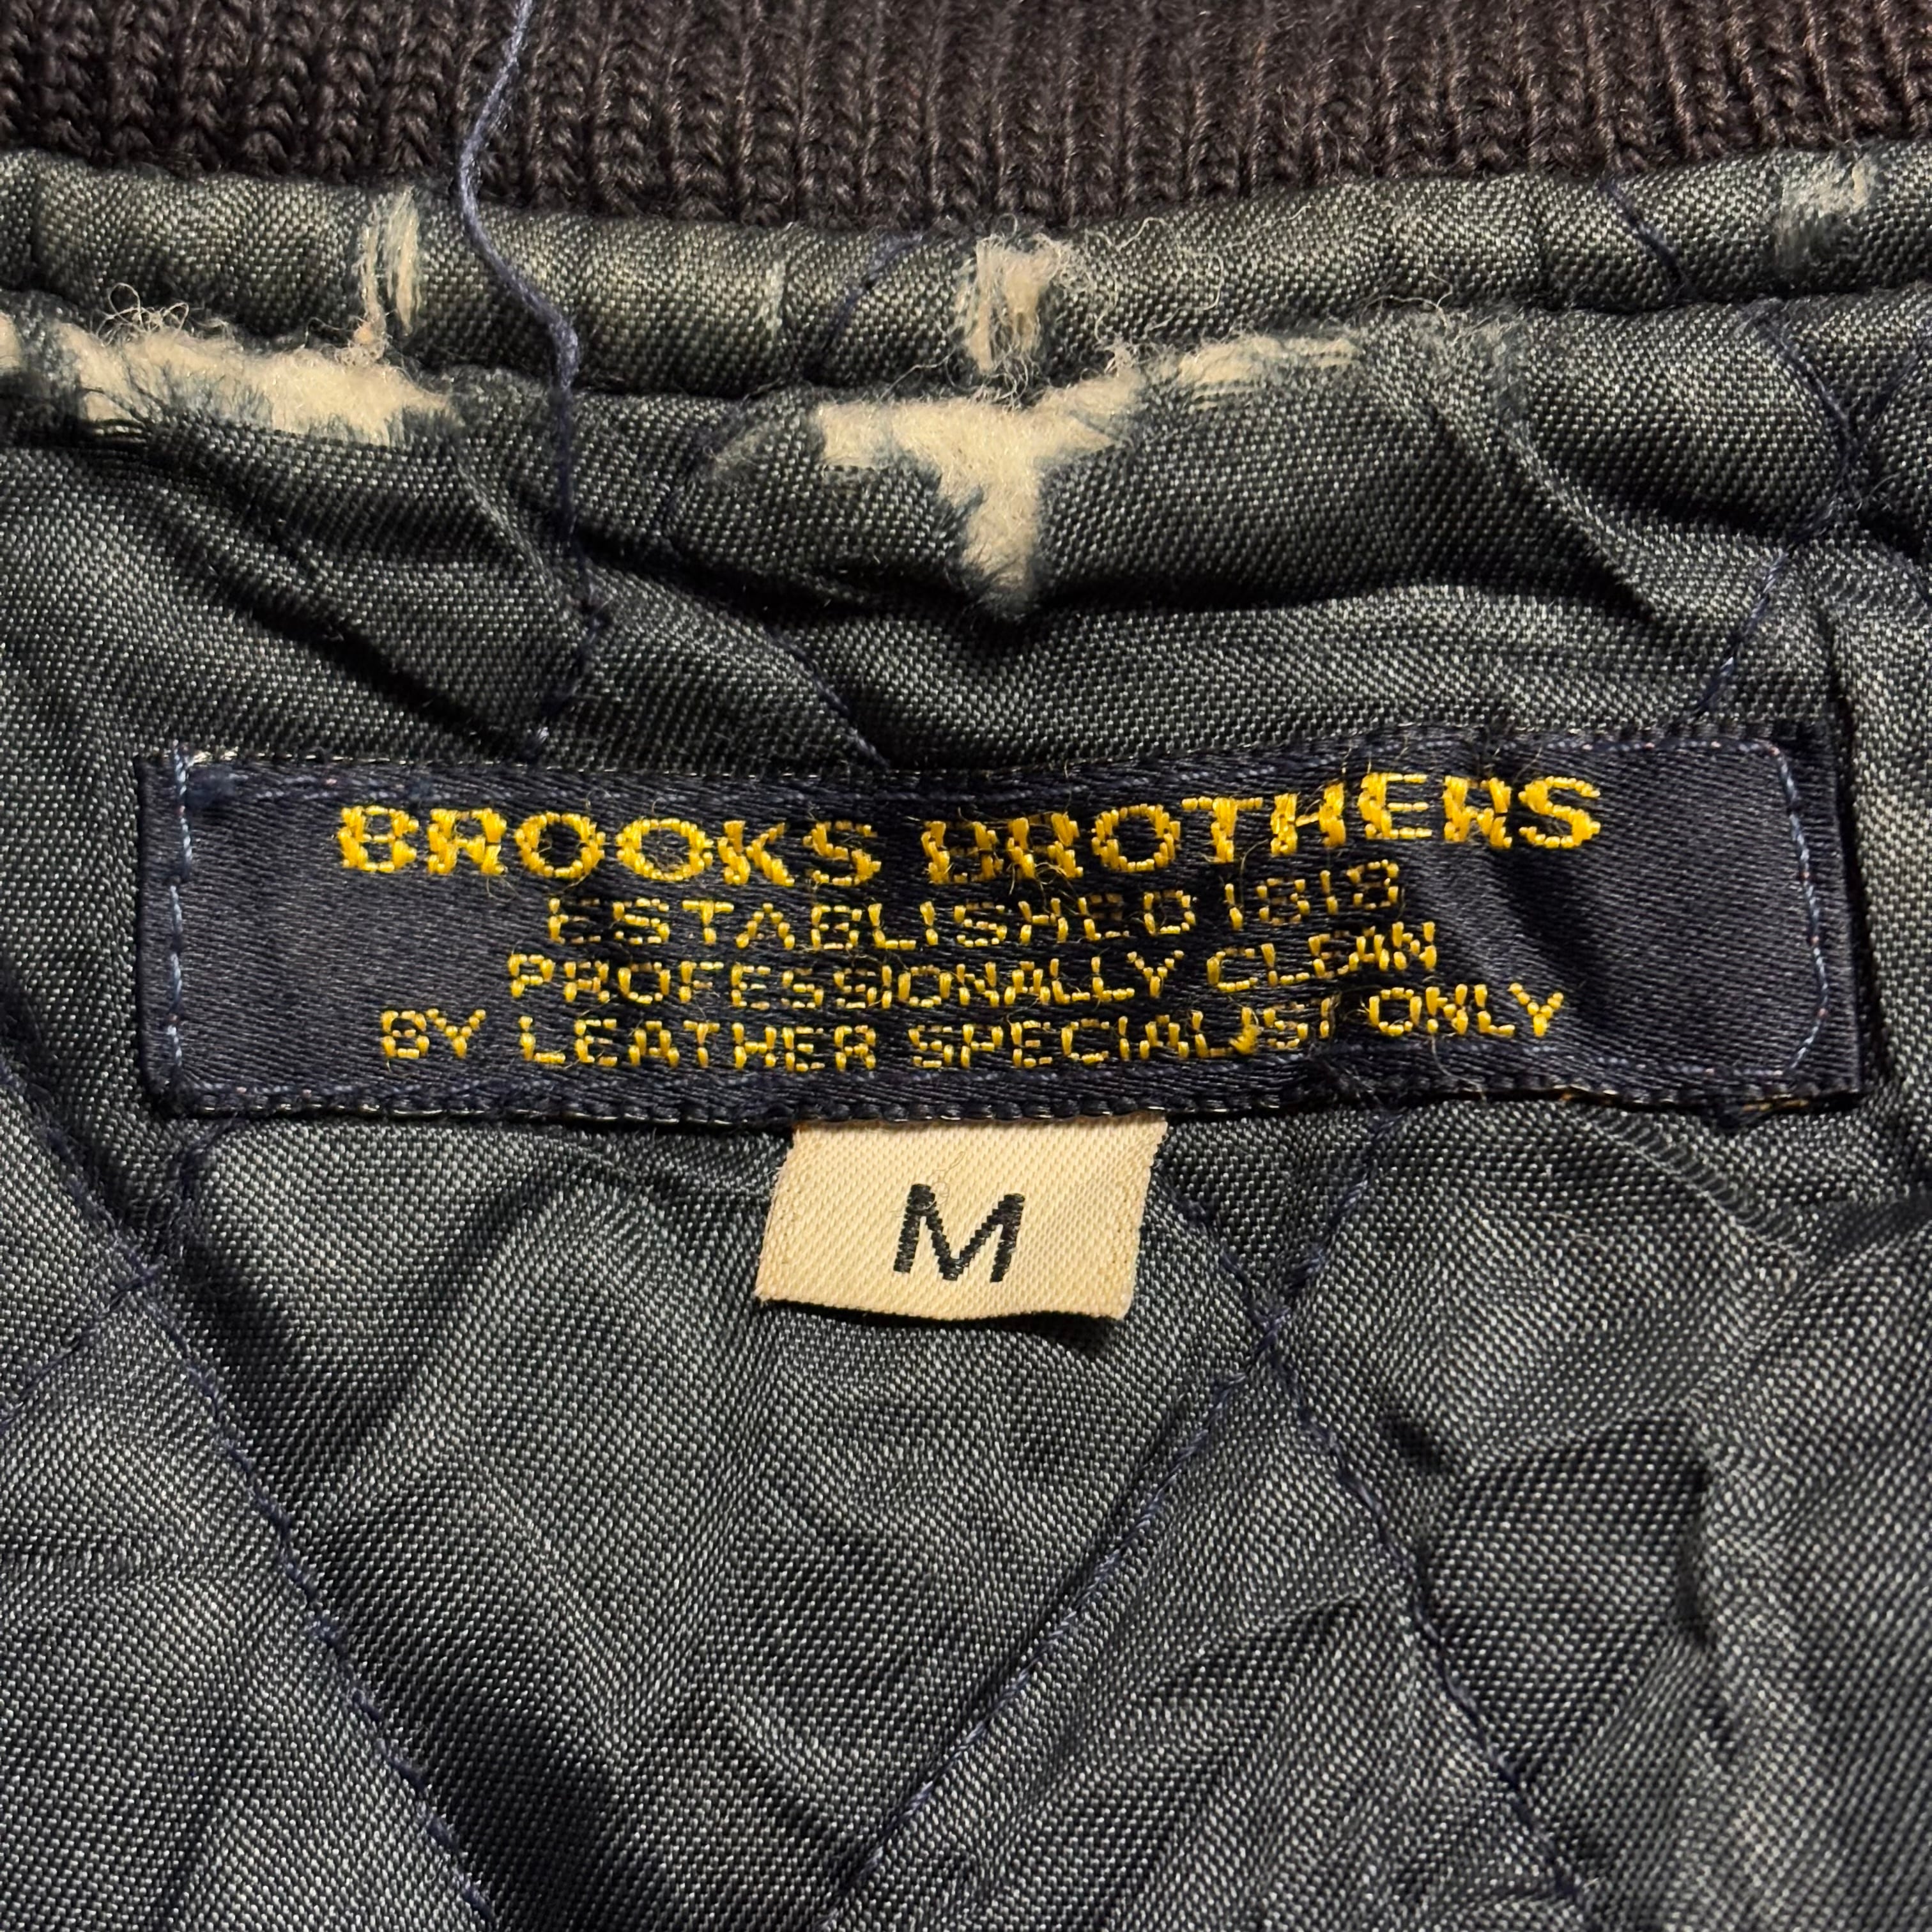 BROOKS BROTHERS
ESTABLISHED 1818
PROFESSIONALLY CLEAN
BY LEATHER SPECIALIST ONLY
M